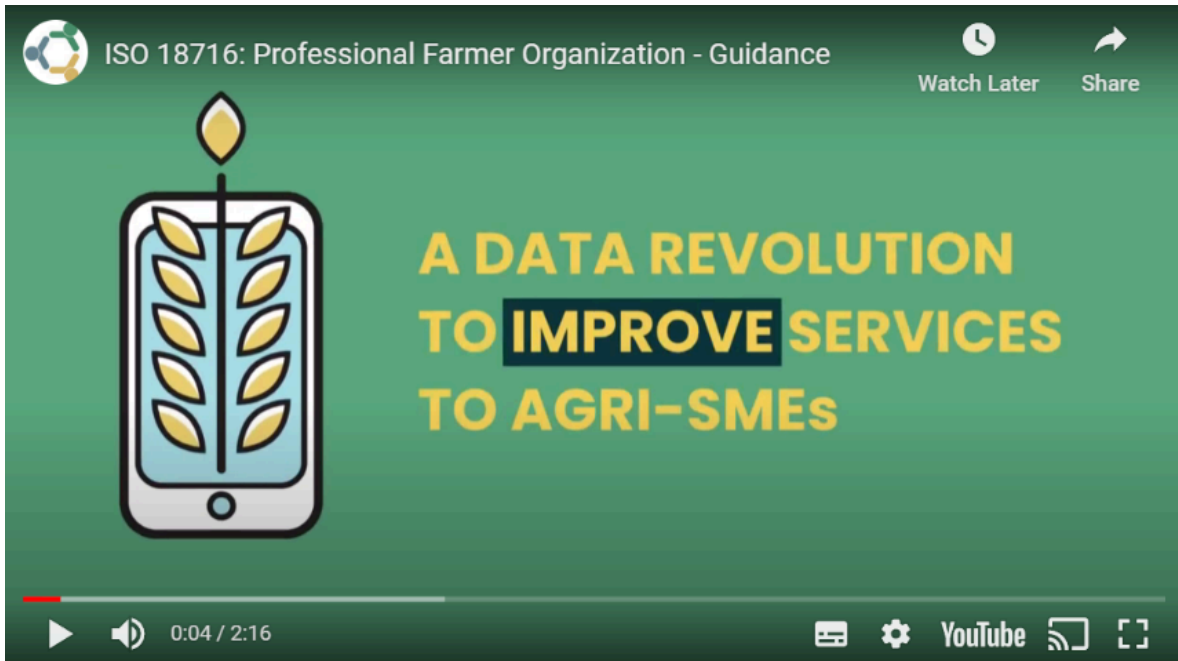 ISO 18716: Professional Farmer Organization - Guidance
Watch Later
Share
A DATA REVOLUTION
TO IMPROVE SERVICES
TO AGRI-SMEs
0:04 / 2:16
YouTube